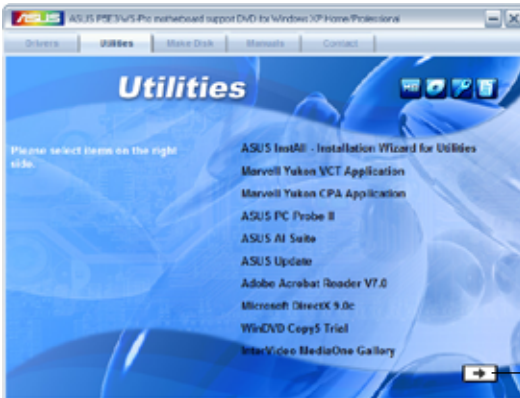 ASUS P5E3 WS-Pro motherboard support DVD for Windows XP Home/Professional
Drivers
Utilities
Make Disk
Manuals
Contact
Utilities
Please select items on the right
side.
ASUS InstAll - Installation Wizard for Utilities
Marvell Yukon VCT Application
Marvell Yukon CPA Application
ASUS PC Probe II
ASUS AI Suite
ASUS Update
Adobe Acrobat Reader V7.0
Microsoft DirectX 9.0c
WinDVD Copy5 Trial
InterVideo MediaOne Gallery